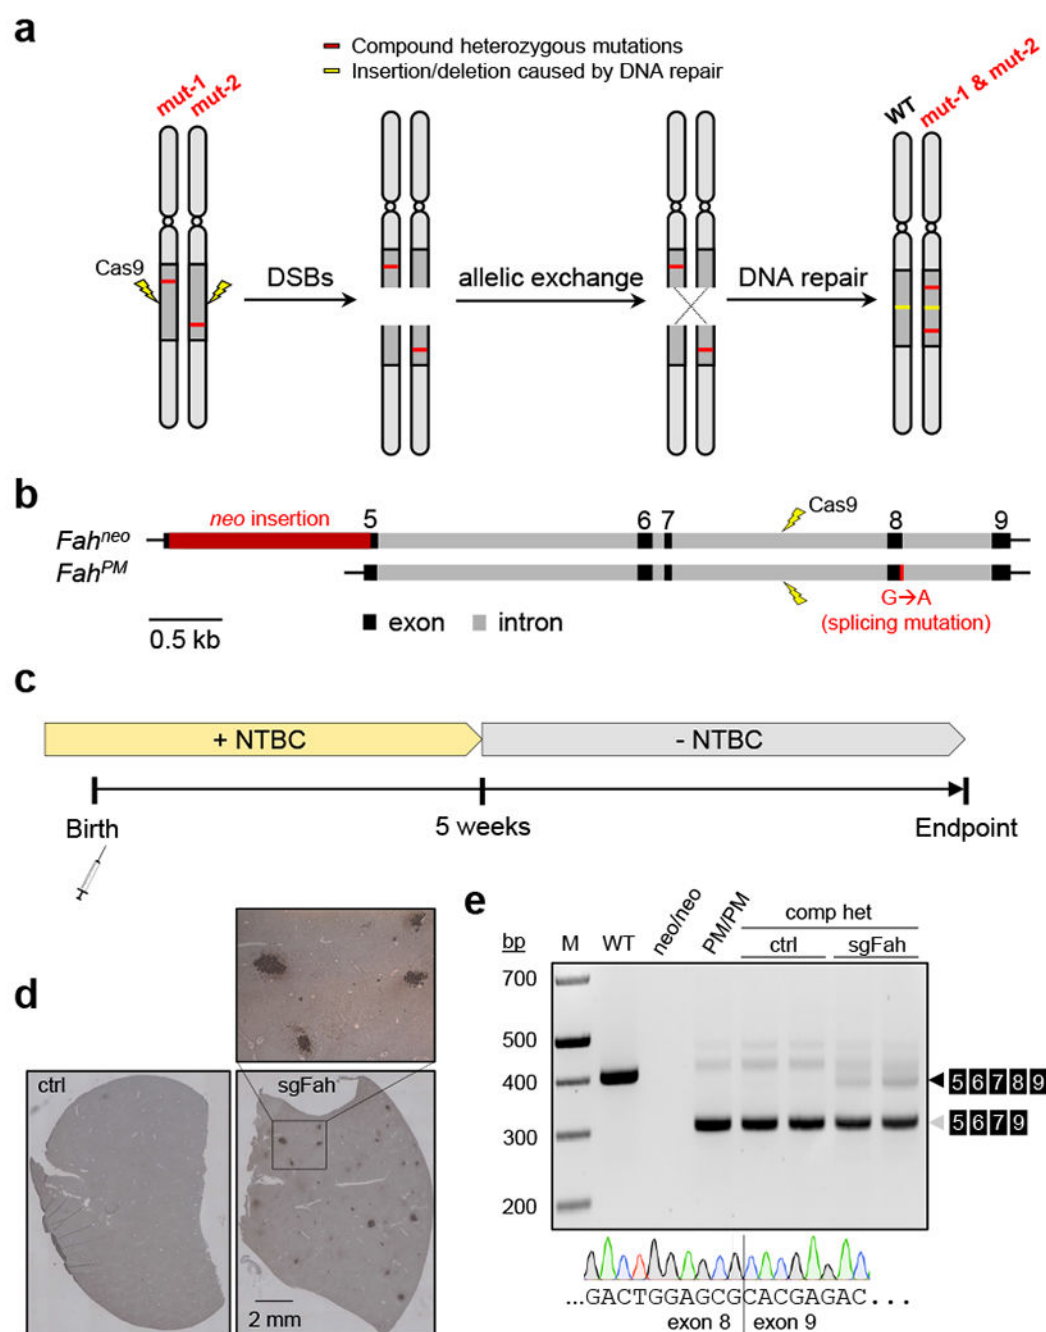 a
Compound heterozygous mutations
Insertion/deletion caused by DNA repair
mut-1
mut-2
WT
mut-1 & mut-2
Cas9
DSBs
allelic exchange
DNA repair
b
neo insertion
5
6
7
Cas9
8
9
Fah^neo
Fah^PM
G→A
(splicing mutation)
0.5 kb
exon
intron
c
+ NTBC
- NTBC
Birth
5 weeks
Endpoint
d
ctrl
sgFah
2 mm
e
comp het
bp
M
WT
neo/neo
PM/PM
ctrl
sgFah
700
500
400
300
200
5 6 7 8 9
5 6 7 9
...GACTGGAGCGCACGAGAC...
exon 8
exon 9